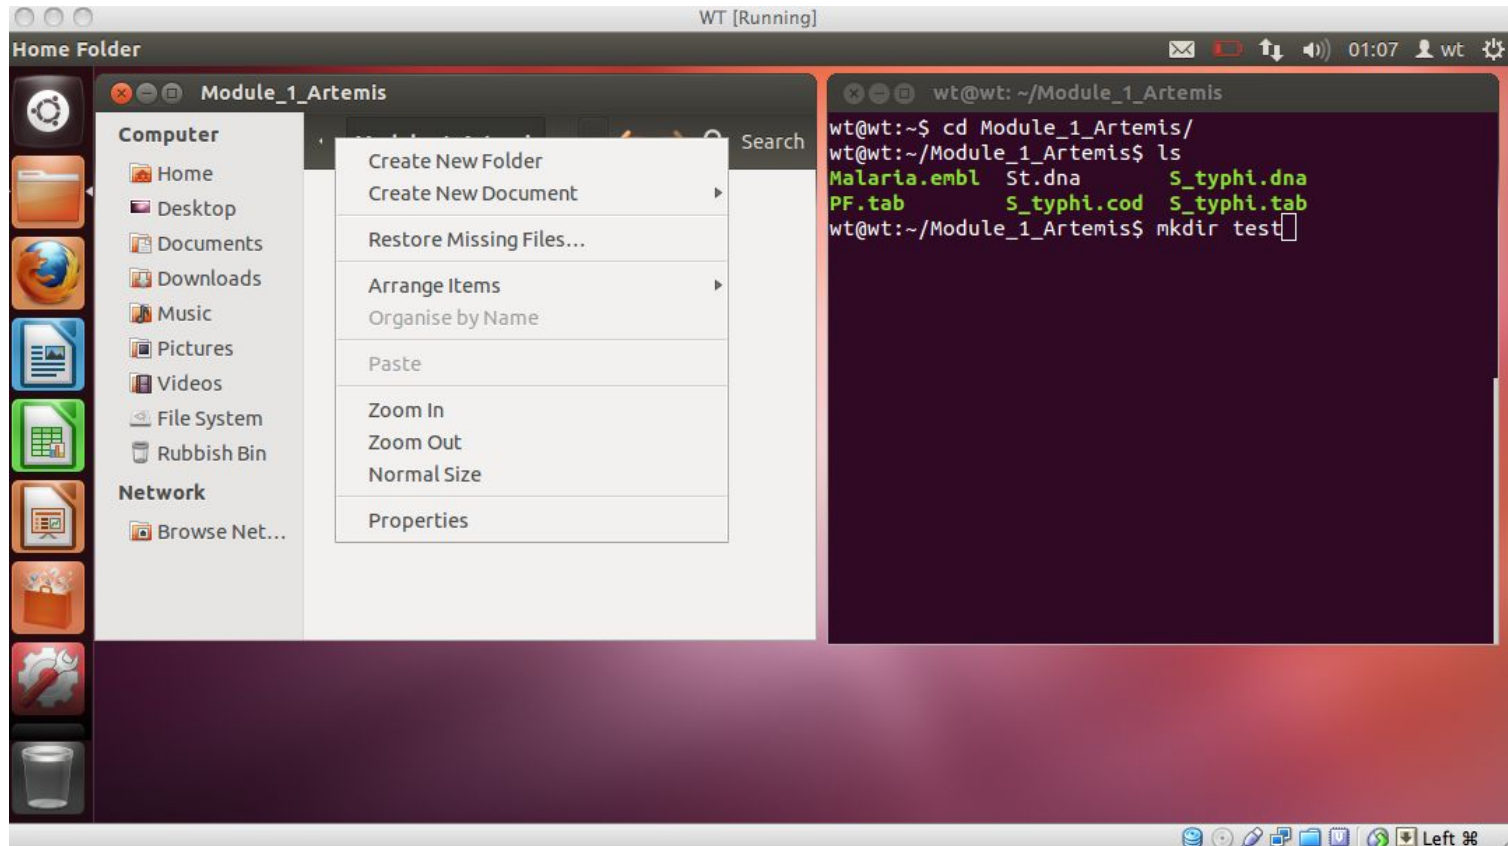 WT [Running]
Home Folder
01:07 wt
Module_1_Artemis
Search
Computer
Home
Desktop
Documents
Downloads
Music
Pictures
Videos
File System
Rubbish Bin
Network
Browse Net...
Create New Folder
Create New Document
Restore Missing Files...
Arrange Items
Organise by Name
Paste
Zoom In
Zoom Out
Normal Size
Properties
wt@wt: ~/Module_1_Artemis
wt@wt:~$ cd Module_1_Artemis/
wt@wt:~/Module_1_Artemis$ ls
Malaria.embl St.dna S_typhi.dna
PF.tab S_typhi.cod S_typhi.tab
wt@wt:~/Module_1_Artemis$ mkdir test
Left ⌘